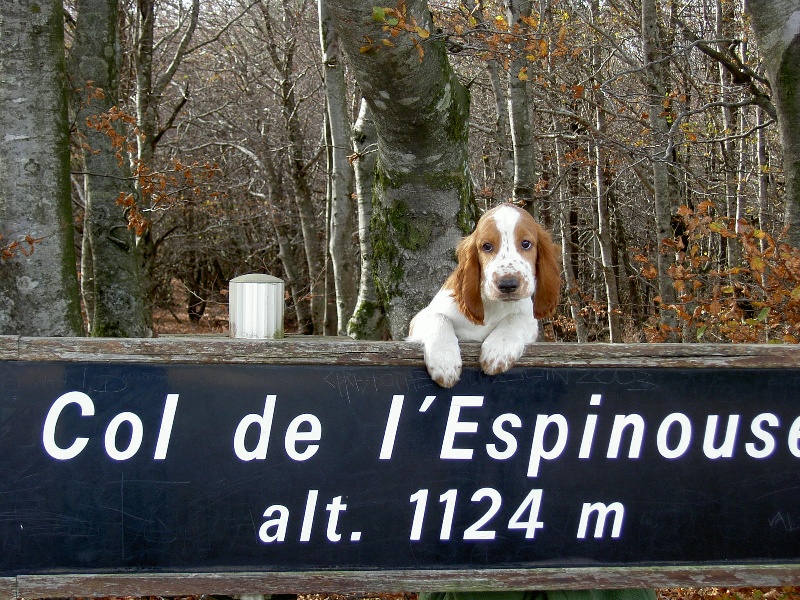 Col de l'Espinouse
alt. 1124 m